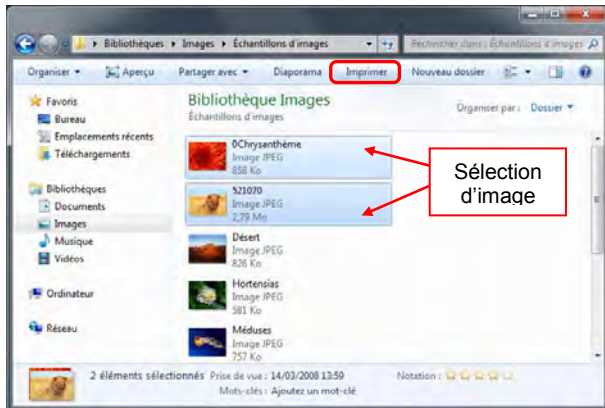 Bibliothèques ▸ Images ▸ Échantillons d'images
Rechercher dans : Échantillons d'images
Organiser Aperçu Partager avec Diaporama Imprimer Nouveau dossier
Favoris
Bureau
Emplacements récents
Téléchargements
Bibliothèques
Documents
Images
Musique
Vidéos
Ordinateur
Réseau
Bibliothèque Images
Échantillons d'images
Organiser par : Dossier
0Chrysanthème
Image JPEG
858 Ko
521070
Image JPEG
2,79 Mo
Désert
Image JPEG
826 Ko
Hortensias
Image JPEG
581 Ko
Méduses
Image JPEG
757 Ko
Sélection
d'image
2 éléments sélectionnés Prise de vue : 14/03/2008 13:59 Notation :
Mots-clés : Ajoutez un mot-clé